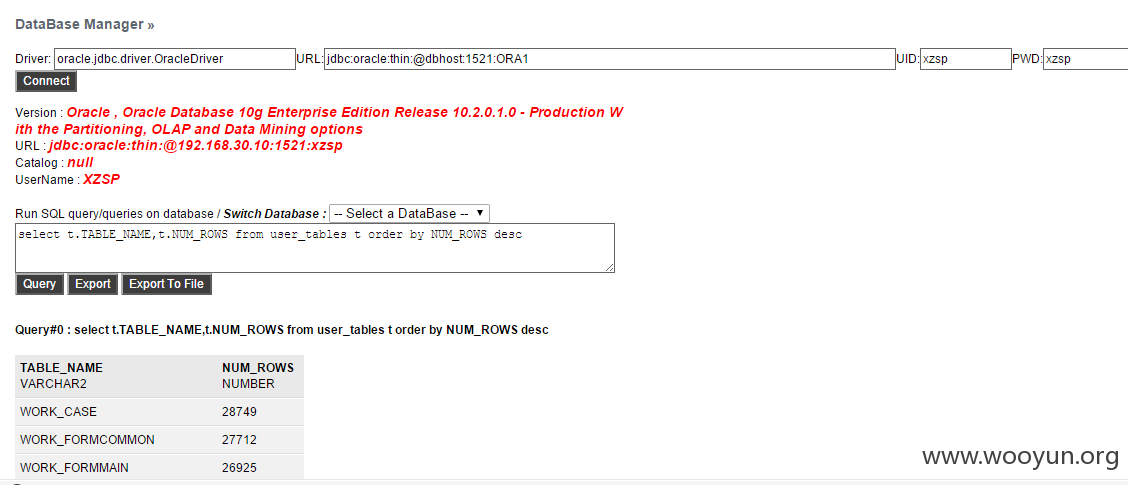 DataBase Manager »
Driver: oracle.jdbc.driver.OracleDriver URL: jdbc:oracle:thin:@dbhost:1521:ORA1 UID: xzsp PWD: xzsp
Connect
Version : Oracle , Oracle Database 10g Enterprise Edition Release 10.2.0.1.0 - Production W
ith the Partitioning, OLAP and Data Mining options
URL : jdbc:oracle:thin:@192.168.30.10:1521:xzsp
Catalog : null
UserName : XZSP
Run SQL query/queries on database / Switch Database : -- Select a DataBase --
select t.TABLE_NAME,t.NUM_ROWS from user_tables t order by NUM_ROWS desc
Query Export Export To File
Query#0 : select t.TABLE_NAME,t.NUM_ROWS from user_tables t order by NUM_ROWS desc
TABLE_NAME NUM_ROWS
VARCHAR2 NUMBER
WORK_CASE 28749
WORK_FORMCOMMON 27712
WORK_FORMMAIN 26925
www.wooyun.org